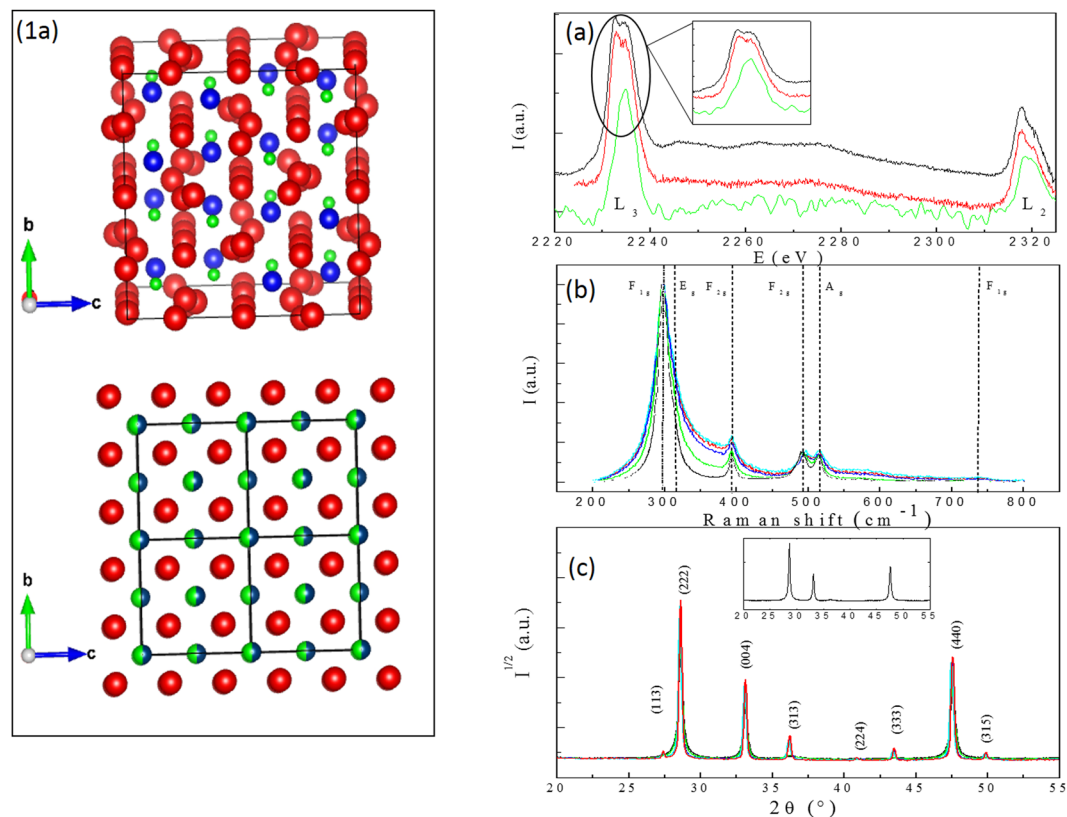 (1a)
b
c
b
c
(a)
I (a.u.)
L 3
L 2
2220 2240 2260 2280 2300 2320
E (eV)
(b)
F1g Eg F2g F2g Ag F1g
I (a.u.)
200 300 400 500 600 700 800
Raman shift (cm-1)
(c)
20 25 30 35 40 45 50 55
I1/2 (a.u.)
(113)
(222)
(004)
(313)
(224)
(333)
(440)
(315)
20 25 30 35 40 45 50 55
2θ (°)